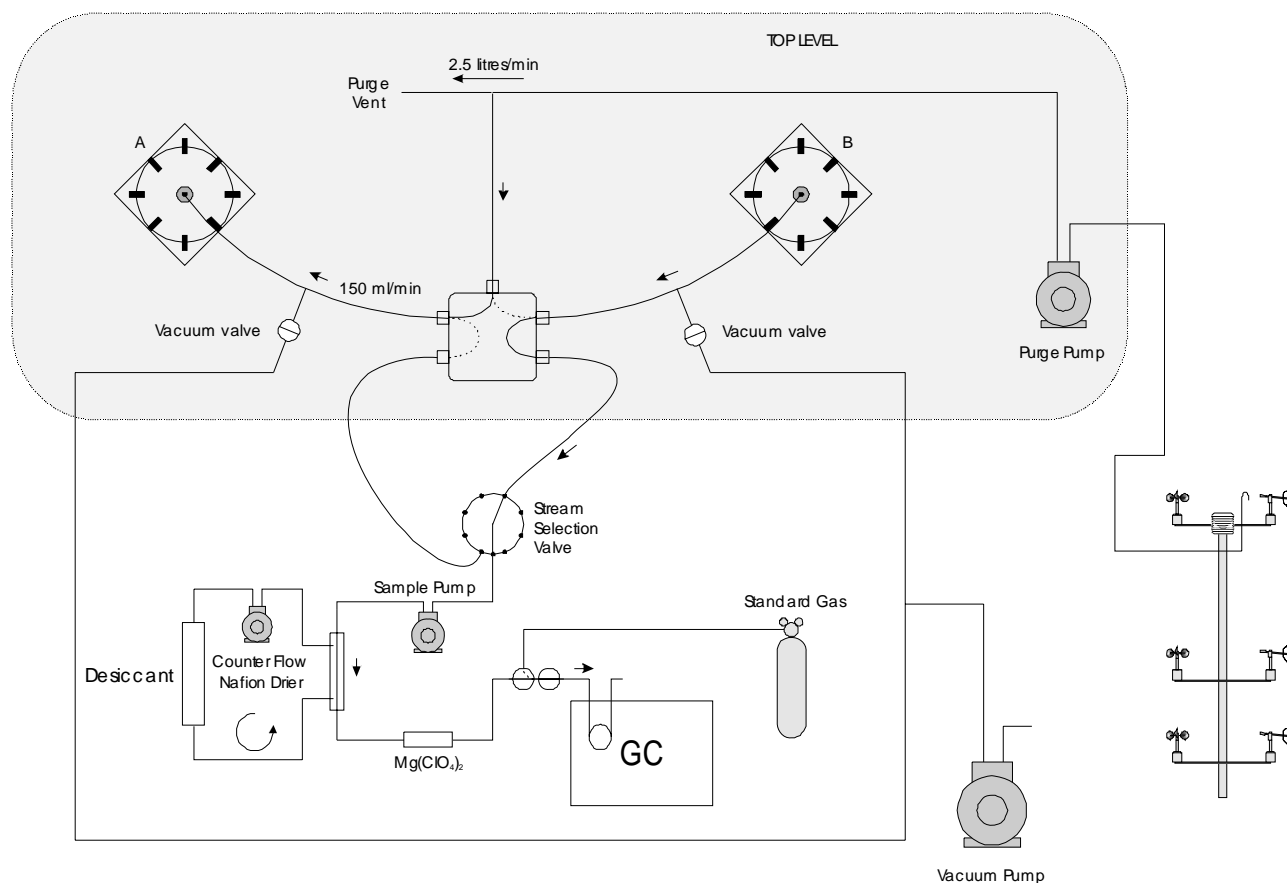 TOP LEVEL
2.5 litres/min
Purge
Vent
A
B
150 ml/min
Vacuum valve
Vacuum valve
Purge Pump
Stream
Selection
Valve
Sample Pump
Standard Gas
Desiccant
Counter Flow
Nafion Drier
Mg(ClO₄)₂
GC
Vacuum Pump